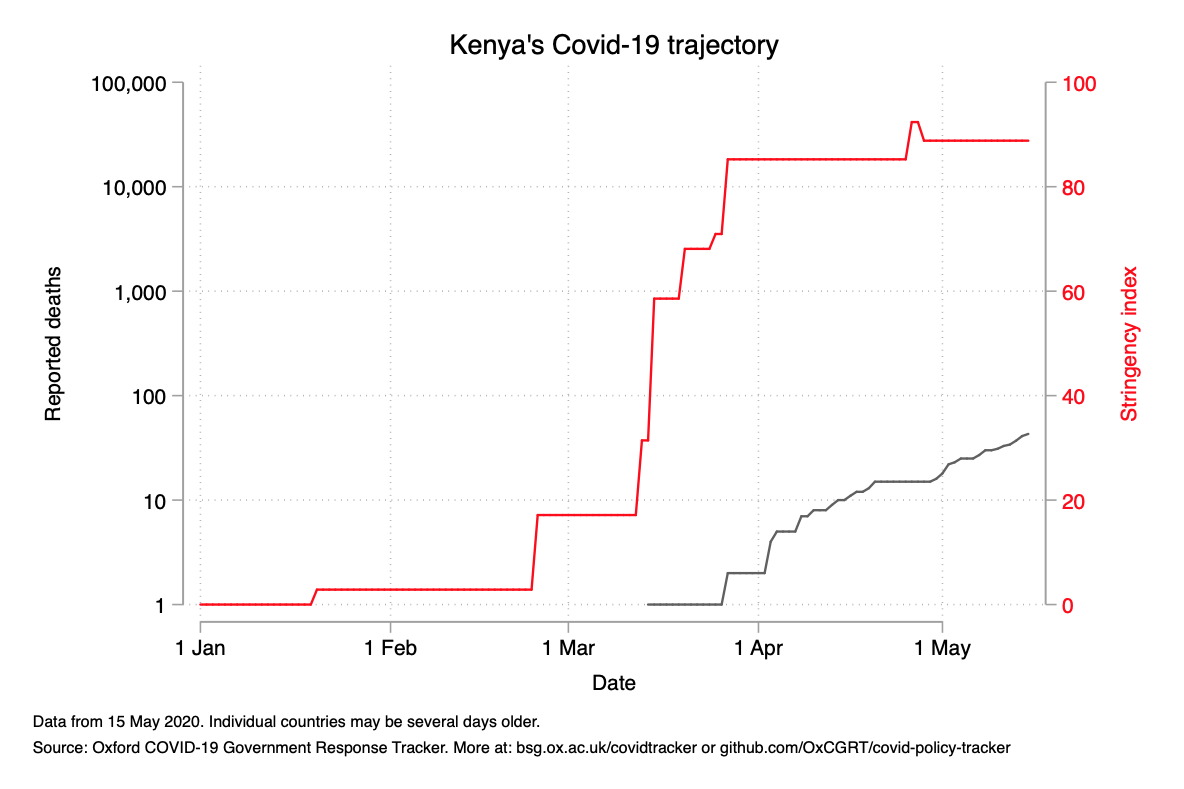 Kenya's Covid-19 trajectory
100,000
10,000
1,000
100
10
1
Reported deaths
100
80
60
40
20
0
Stringency index
1 Jan
1 Feb
1 Mar
1 Apr
1 May
Date
Data from 15 May 2020. Individual countries may be several days older.
Source: Oxford COVID-19 Government Response Tracker. More at: bsg.ox.ac.uk/covidtracker or github.com/OxCGRT/covid-policy-tracker